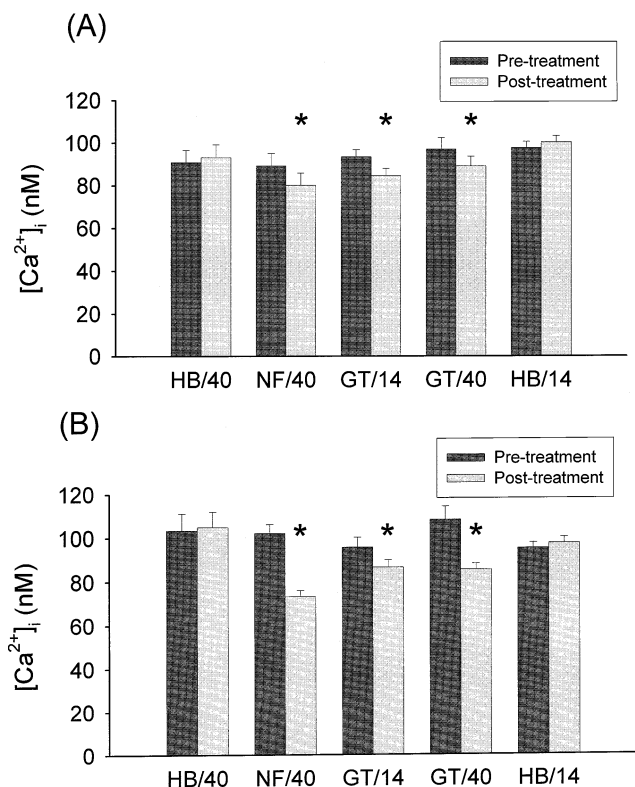 (A)
Pre-treatment
Post-treatment
120
100
80
60
40
20
0
[Ca2+]i (nM)
* * *
HB/40 NF/40 GT/14 GT/40 HB/14
(B)
Pre-treatment
Post-treatment
120
100
80
60
40
20
0
[Ca2+]i (nM)
* * *
HB/40 NF/40 GT/14 GT/40 HB/14